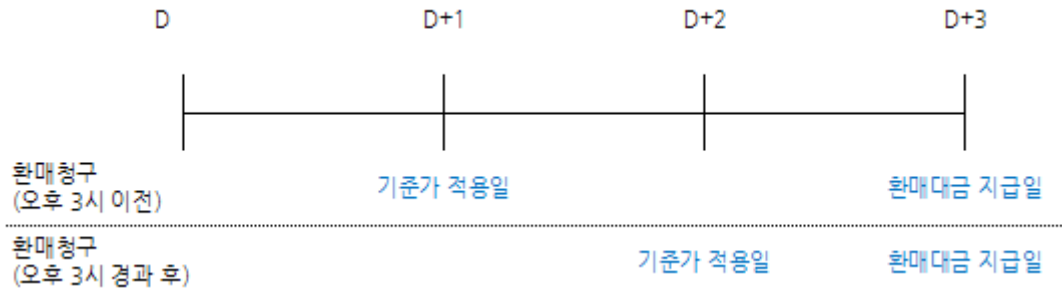 D D+1 D+2 D+3
환매청구
(오후 3시 이전) 기준가 적용일 환매대금 지급일
환매청구
(오후 3시 경과 후) 기준가 적용일 환매대금 지급일